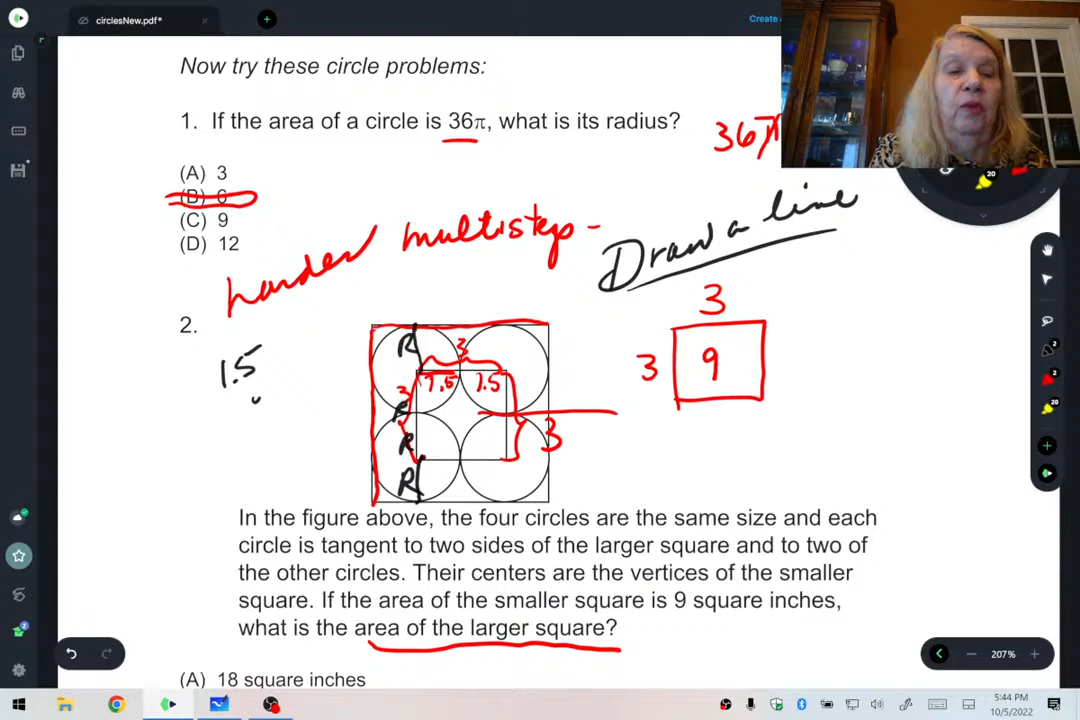 circlesNew.pdf*
Create a
Now try these circle problems:
1. If the area of a circle is 36π, what is its radius?
36π
(A) 3
(B) 6
(C) 9
(D) 12
harder multistep -
Draw a line
2.
1.5
R
3
1.5 1.5
3
R
R
3
R
3
3
9
In the figure above, the four circles are the same size and each
circle is tangent to two sides of the larger square and to two of
the other circles. Their centers are the vertices of the smaller
square. If the area of the smaller square is 9 square inches,
what is the area of the larger square?
(A) 18 square inches
20
2
2
20
207%
5:44 PM
10/5/2022